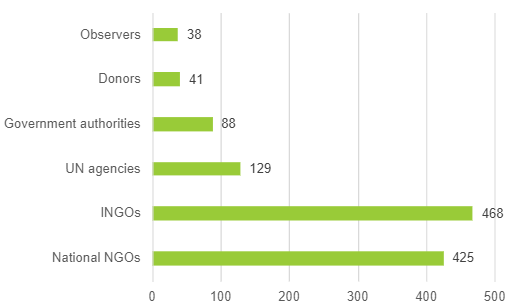 Observers 38
Donors 41
Government authorities 88
UN agencies 129
INGOs 468
National NGOs 425
0 100 200 300 400 500